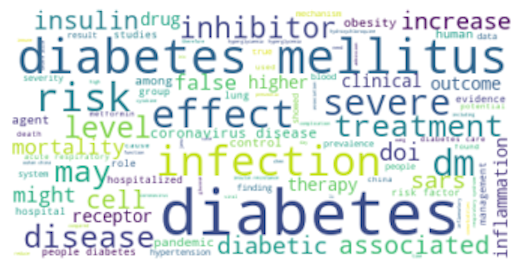 insulin drug inhibitor obesity increase
mechanism
result studies true human data
diabetes mellitus
severity among group false higher clinical outcome
risk effect severe
lung blood evidence
metformin potential
agent level coronavirus disease treatment
death
mortality control prevalence doi dm diabetes care
found
acute respiratory infection
system role may hospitalized therapy people sars
finding china risk factor
might cell diabetes management
hospital receptor
disease pandemic diabetic associated
people diabetes hypertension
inflammation